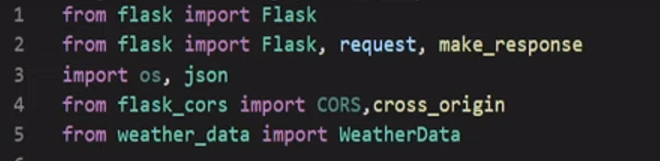 1 from flask import Flask
2 from flask import Flask, request, make_response
3 import os, json
4 from flask_cors import CORS,cross_origin
5 from weather_data import WeatherData